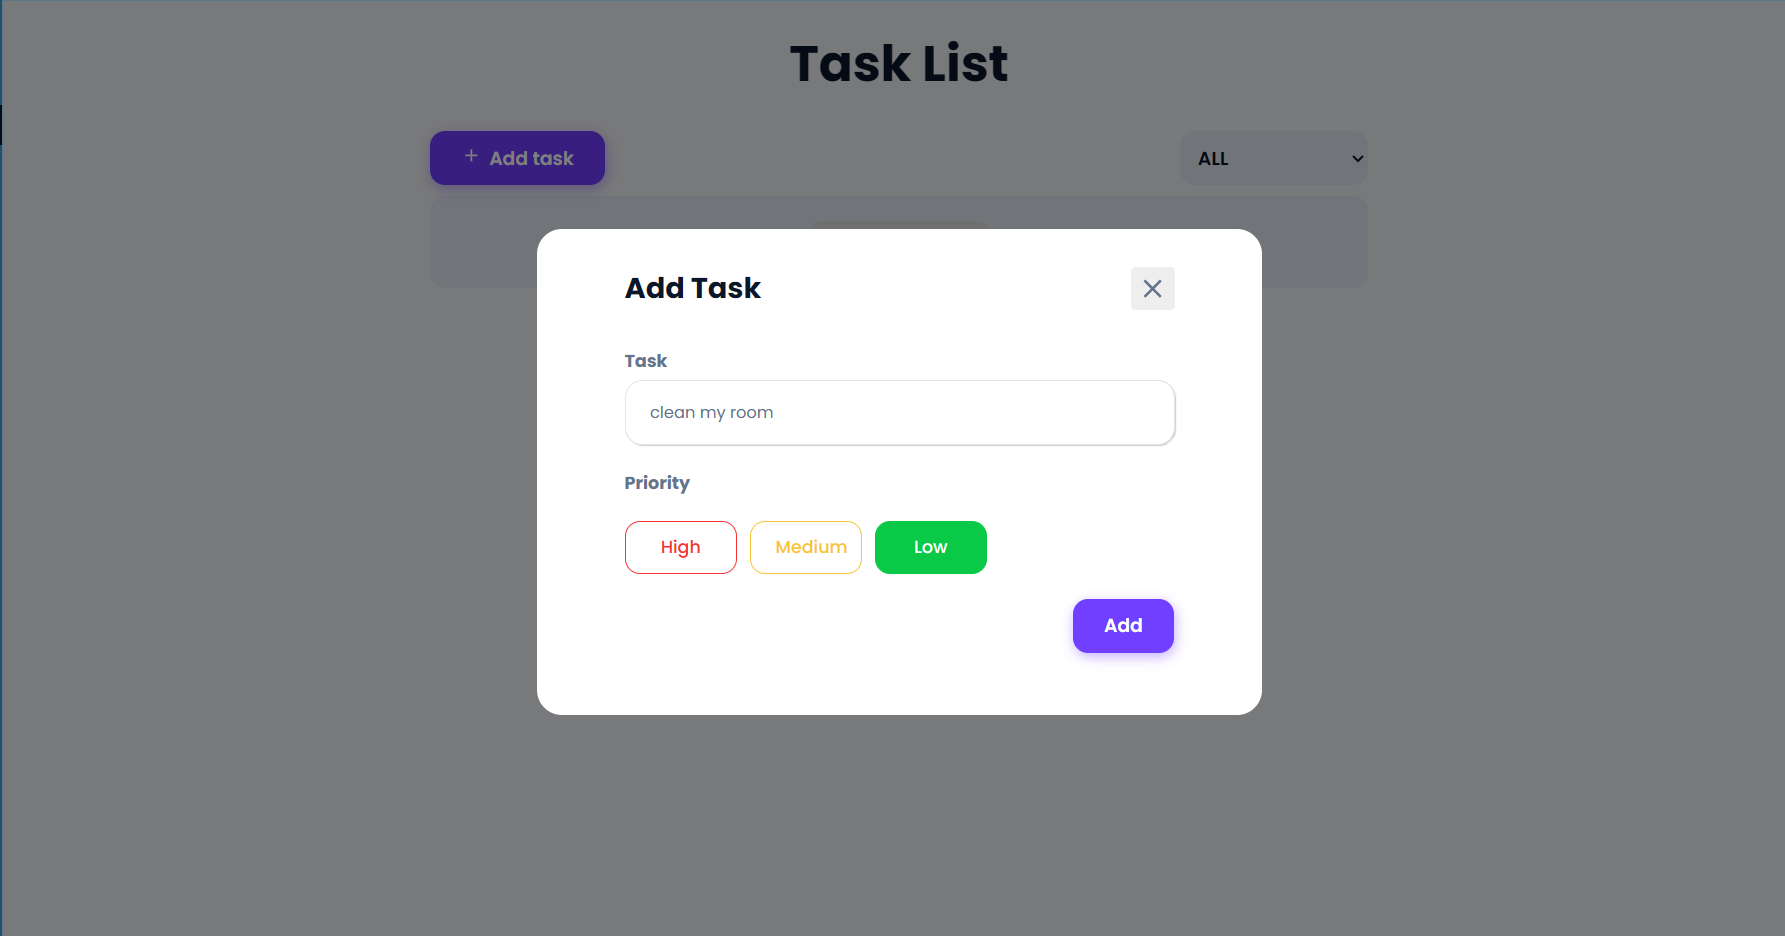 Task List
+ Add task
ALL
Add Task
Task
clean my room
Priority
High
Medium
Low
Add